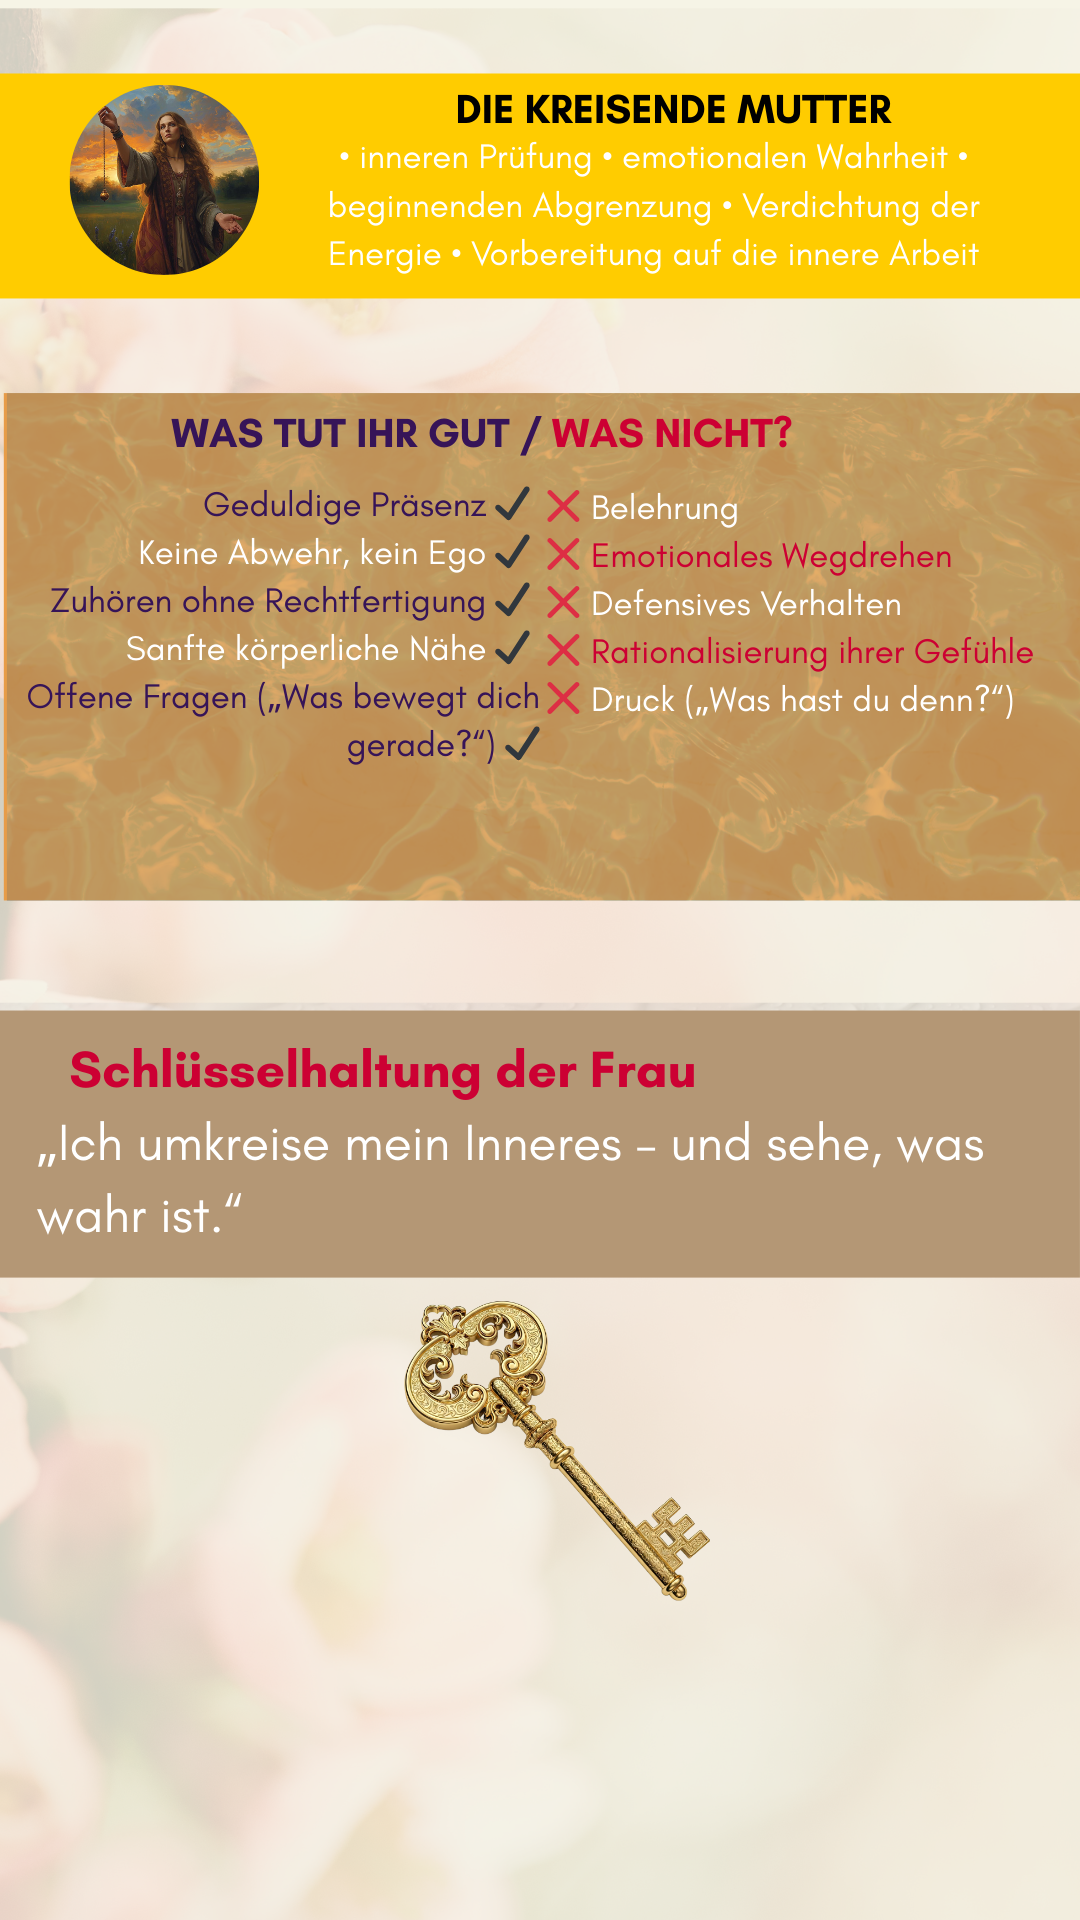 DIE KREISENDE MUTTER
• inneren Prüfung • emotionalen Wahrheit •
beginnenden Abgrenzung • Verdichtung der
Energie • Vorbereitung auf die innere Arbeit
WAS TUT IHR GUT / WAS NICHT?
Geduldige Präsenz ✔
Keine Abwehr, kein Ego ✔
Zuhören ohne Rechtfertigung ✔
Sanfte körperliche Nähe ✔
Offene Fragen („Was bewegt dich
gerade?“) ✔
❌ Belehrung
❌ Emotionales Wegdrehen
❌ Defensives Verhalten
❌ Rationalisierung ihrer Gefühle
❌ Druck („Was hast du denn?“)
Schlüsselhaltung der Frau
„Ich umkreise mein Inneres – und sehe, was
wahr ist.“